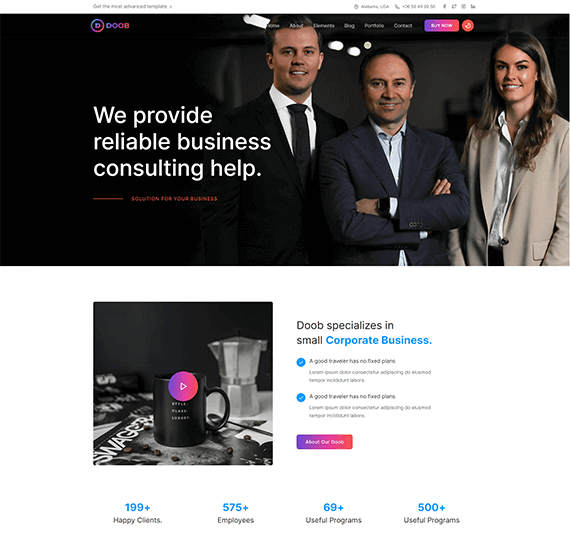 Get the most advanced template
Alabama, USA
+06 58 49 99 56
DOOB
Home
About
Elements
Blog
Portfolio
Contact
BUY NOW
We provide
reliable business
consulting help.
SOLUTION FOR YOUR BUSINESS
Doob specializes in
small Corporate Business.
A good traveler has no fixed plans
Lorem ipsum dolor consectetur adipiscing do eiusmod
tempor incididunt labore.
A good traveler has no fixed plans
Lorem ipsum dolor consectetur adipiscing do eiusmod
tempor incididunt labore.
About Our Doob
STYLE.
CLASS.
LUXURY.
SWAGGER
199+
Happy Clients.
575+
Employees
69+
Useful Programs
500+
Useful Programs